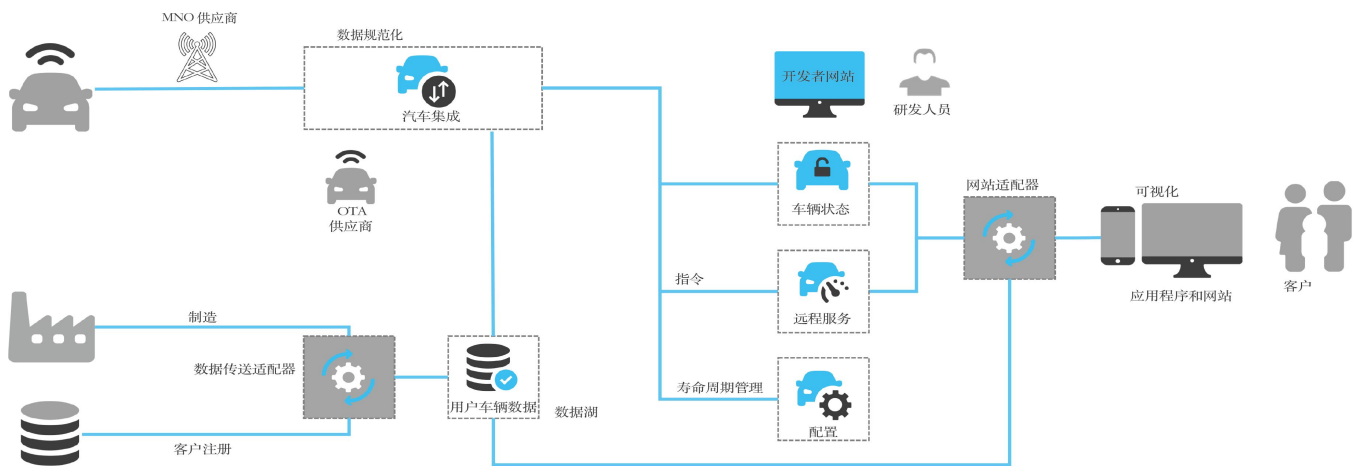 MNO 供应商
数据规范化
汽车集成
开发者网站
研发人员
OTA
供应商
车辆状态
网站适配器
可视化
指令
远程服务
应用程序和网站
客户
制造
数据传送适配器
寿命周期管理
用户车辆数据
数据湖
配置
客户注册